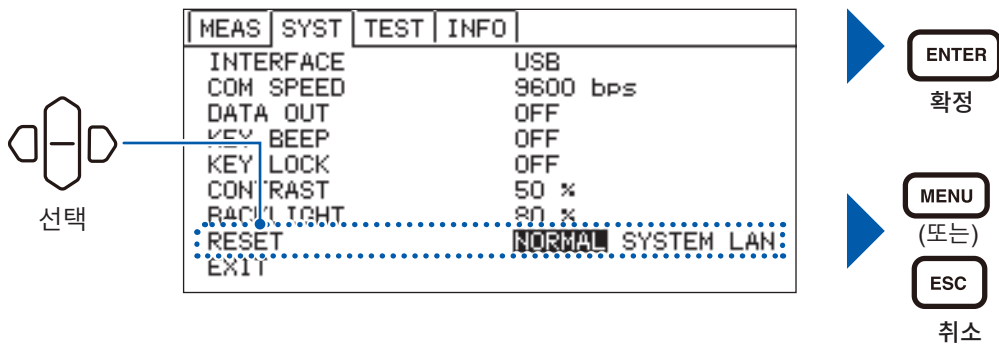 MEAS SYST TEST INFO
INTERFACE USB
COM SPEED 9600 bps
DATA OUT OFF
KEY BEEP OFF
KEY LOCK OFF
CONTRAST 50 %
BACKLIGHT 80 %
RESET NORMAL SYSTEM LAN
EXIT
선택
ENTER
확정
MENU
(또는)
ESC
취소